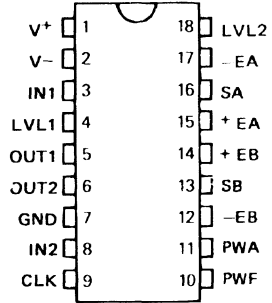 V+ 1 18 LVL2
V− 2 17 −EA
IN1 3 16 SA
LVL1 4 15 +EA
OUT1 5 14 +EB
OUT2 6 13 SB
GND 7 12 −EB
IN2 8 11 PWA
CLK 9 10 PWF